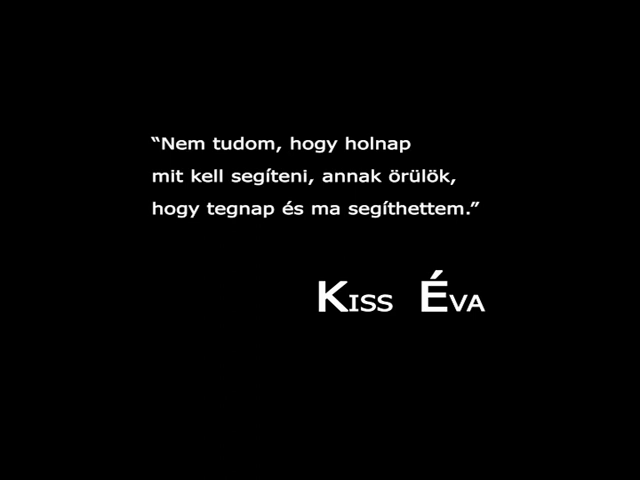 “Nem tudom, hogy holnap
mit kell segíteni, annak örülök,
hogy tegnap és ma segíthettem.”
Kiss Éva